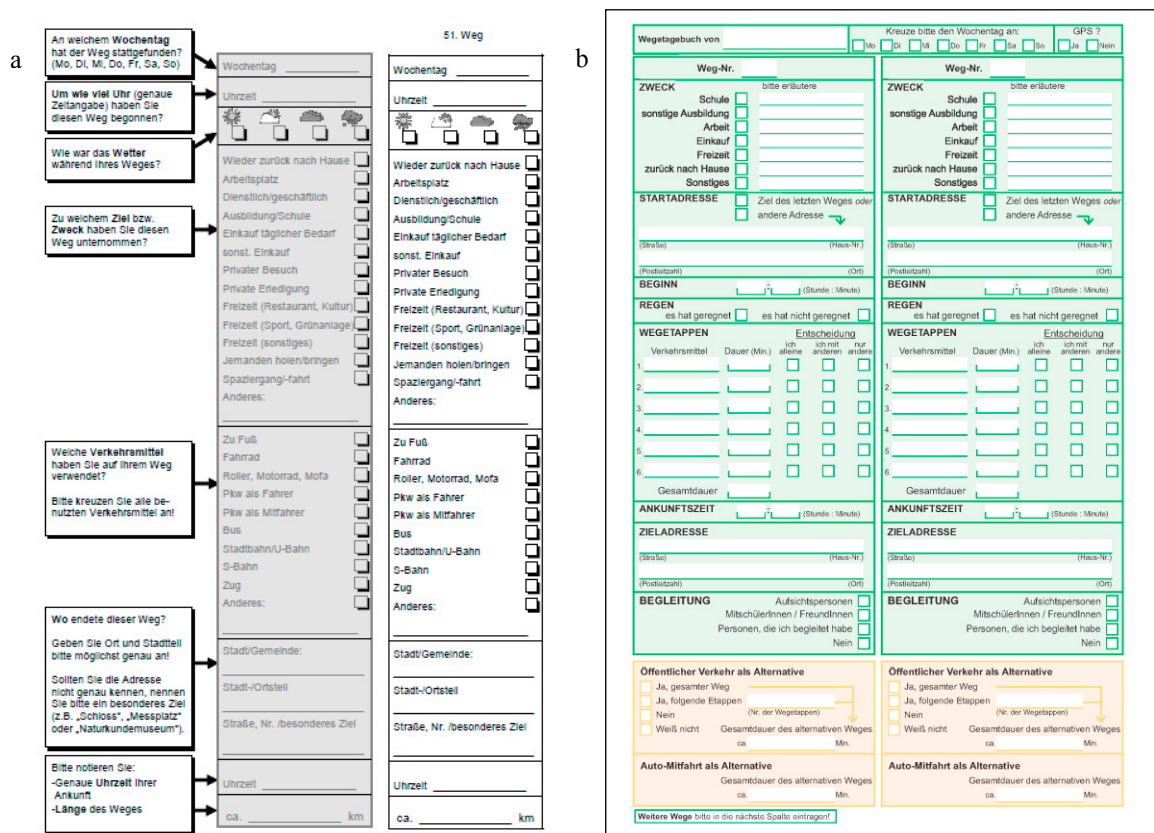 a
An welchem Wochentag
hat der Weg stattgefunden?
(Mo, Di, Mi, Do, Fr, Sa, So)
Um wie viel Uhr (genaue
Zeitangabe) haben Sie
diesen Weg begonnen?
Wie war das Wetter
während Ihres Weges?
Zu welchem Ziel bzw.
Zweck haben Sie diesen
Weg unternommen?
Welche Verkehrsmittel
haben Sie auf Ihrem Weg
verwendet?
Bitte kreuzen Sie alle be-
nutzten Verkehrsmittel an!
Wo endete dieser Weg?
Geben Sie Ort und Stadtteil
bitte möglichst genau an!
Sollten Sie die Adresse
nicht genau kennen, nennen
Sie bitte ein besonderes Ziel
(z.B. „Schloss“, „Messplatz“
oder „Naturkundemuseum“).
Bitte notieren Sie:
-Genaue Uhrzeit Ihrer
Ankunft
-Länge des Weges
Wochentag
Uhrzeit
Wieder zurück nach Hause
Arbeitsplatz
Dienstlich/geschäftlich
Ausbildung/Schule
Einkauf täglicher Bedarf
sonst. Einkauf
Privater Besuch
Private Erledigung
Freizeit (Restaurant, Kultur)
Freizeit (Sport, Grünanlage)
Freizeit (sonstiges)
Jemanden holen/bringen
Spaziergang/-fahrt
Anderes:
Zu Fuß
Fahrrad
Roller, Motorrad, Mofa
Pkw als Fahrer
Pkw als Mitfahrer
Bus
Stadtbahn/U-Bahn
S-Bahn
Zug
Anderes:
Stadt/Gemeinde:
Stadt-/Ortsteil
Straße, Nr. /besonderes Ziel
Uhrzeit
ca. km
51. Weg
Wochentag
Uhrzeit
Wieder zurück nach Hause
Arbeitsplatz
Dienstlich/geschäftlich
Ausbildung/Schule
Einkauf täglicher Bedarf
sonst. Einkauf
Privater Besuch
Private Erledigung
Freizeit (Restaurant, Kultur)
Freizeit (Sport, Grünanlage)
Freizeit (sonstiges)
Jemanden holen/bringen
Spaziergang/-fahrt
Anderes:
Zu Fuß
Fahrrad
Roller, Motorrad, Mofa
Pkw als Fahrer
Pkw als Mitfahrer
Bus
Stadtbahn/U-Bahn
S-Bahn
Zug
Anderes:
Stadt/Gemeinde:
Stadt-/Ortsteil
Straße, Nr. /besonderes Ziel
Uhrzeit
ca. km
b
Wegetagebuch von
Kreuze bitte den Wochentag an:
Mo Di Mi Do Fr Sa So
GPS ?
Ja Nein
Weg-Nr.
ZWECK bitte erläutere
Schule
sonstige Ausbildung
Arbeit
Einkauf
Freizeit
zurück nach Hause
Sonstiges
STARTADRESSE Ziel des letzten Weges oder
andere Adresse
(Straße) (Haus-Nr.)
(Postleitzahl) (Ort)
BEGINN : (Stunde : Minute)
REGEN
es hat geregnet es hat nicht geregnet
WEGETAPPEN Entscheidung
Verkehrsmittel Dauer (Min.) ich alleine ich mit anderen nur andere
1.
2.
3.
4.
5.
6.
Gesamtdauer
ANKUNFTSZEIT : (Stunde : Minute)
ZIELADRESSE
(Straße) (Haus-Nr.)
(Postleitzahl) (Ort)
BEGLEITUNG Aufsichtspersonen
MitschülerInnen / FreundInnen
Personen, die ich begleitet habe
Nein
Öffentlicher Verkehr als Alternative
Ja, gesamter Weg
Ja, folgende Etappen
(Nr. der Wegetappen)
Nein
Weiß nicht Gesamtdauer des alternativen Weges
ca. Min.
Auto-Mitfahrt als Alternative
Gesamtdauer des alternativen Weges
ca. Min.
Weg-Nr.
ZWECK bitte erläutere
Schule
sonstige Ausbildung
Arbeit
Einkauf
Freizeit
zurück nach Hause
Sonstiges
STARTADRESSE Ziel des letzten Weges oder
andere Adresse
(Straße) (Haus-Nr.)
(Postleitzahl) (Ort)
BEGINN : (Stunde : Minute)
REGEN
es hat geregnet es hat nicht geregnet
WEGETAPPEN Entscheidung
Verkehrsmittel Dauer (Min.) ich alleine ich mit anderen nur andere
1.
2.
3.
4.
5.
6.
Gesamtdauer
ANKUNFTSZEIT : (Stunde : Minute)
ZIELADRESSE
(Straße) (Haus-Nr.)
(Postleitzahl) (Ort)
BEGLEITUNG Aufsichtspersonen
MitschülerInnen / FreundInnen
Personen, die ich begleitet habe
Nein
Öffentlicher Verkehr als Alternative
Ja, gesamter Weg
Ja, folgende Etappen
(Nr. der Wegetappen)
Nein
Weiß nicht Gesamtdauer des alternativen Weges
ca. Min.
Auto-Mitfahrt als Alternative
Gesamtdauer des alternativen Weges
ca. Min.
Weitere Wege bitte in die nächste Spalte eintragen!